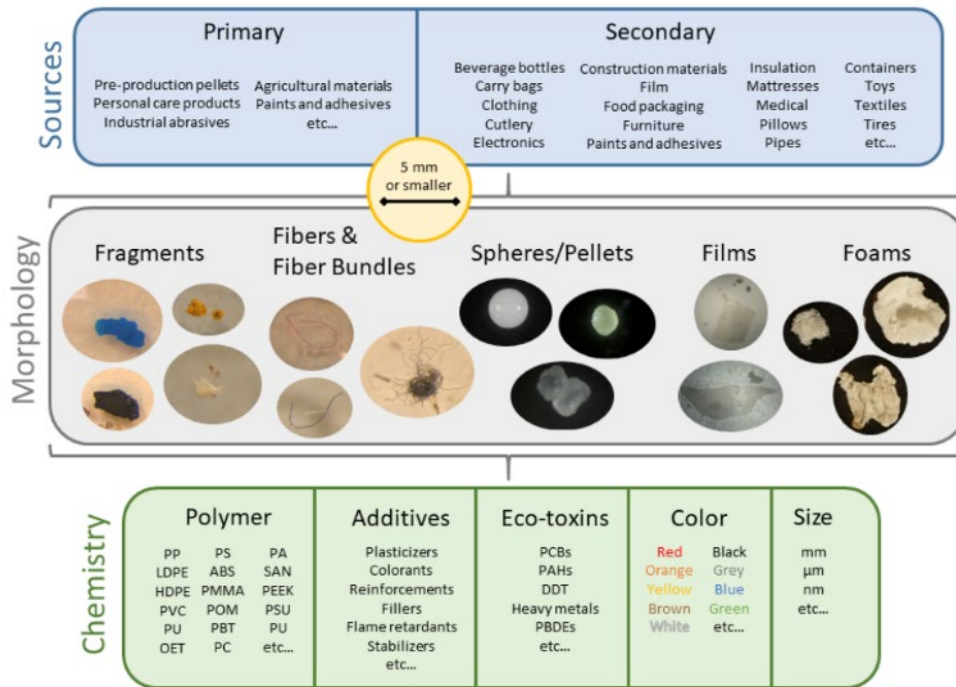 Sources
Primary
Pre-production pellets
Personal care products
Industrial abrasives
Agricultural materials
Paints and adhesives
etc...
Secondary
Beverage bottles
Carry bags
Clothing
Cutlery
Electronics
Construction materials
Film
Food packaging
Furniture
Paints and adhesives
Insulation
Mattresses
Medical
Pillows
Pipes
Containers
Toys
Textiles
Tires
etc...
5 mm
or smaller
Morphology
Fragments
Fibers &
Fiber Bundles
Spheres/Pellets
Films
Foams
Chemistry
Polymer
PP PS PA
LDPE ABS SAN
HDPE PMMA PEEK
PVC POM PSU
PU PBT PU
OET PC etc...
Additives
Plasticizers
Colorants
Reinforcements
Fillers
Flame retardants
Stabilizers
etc...
Eco-toxins
PCBs
PAHs
DDT
Heavy metals
PBDEs
etc...
Color
Red Black
Orange Grey
Yellow Blue
Brown Green
White etc...
Size
mm
µm
nm
etc...